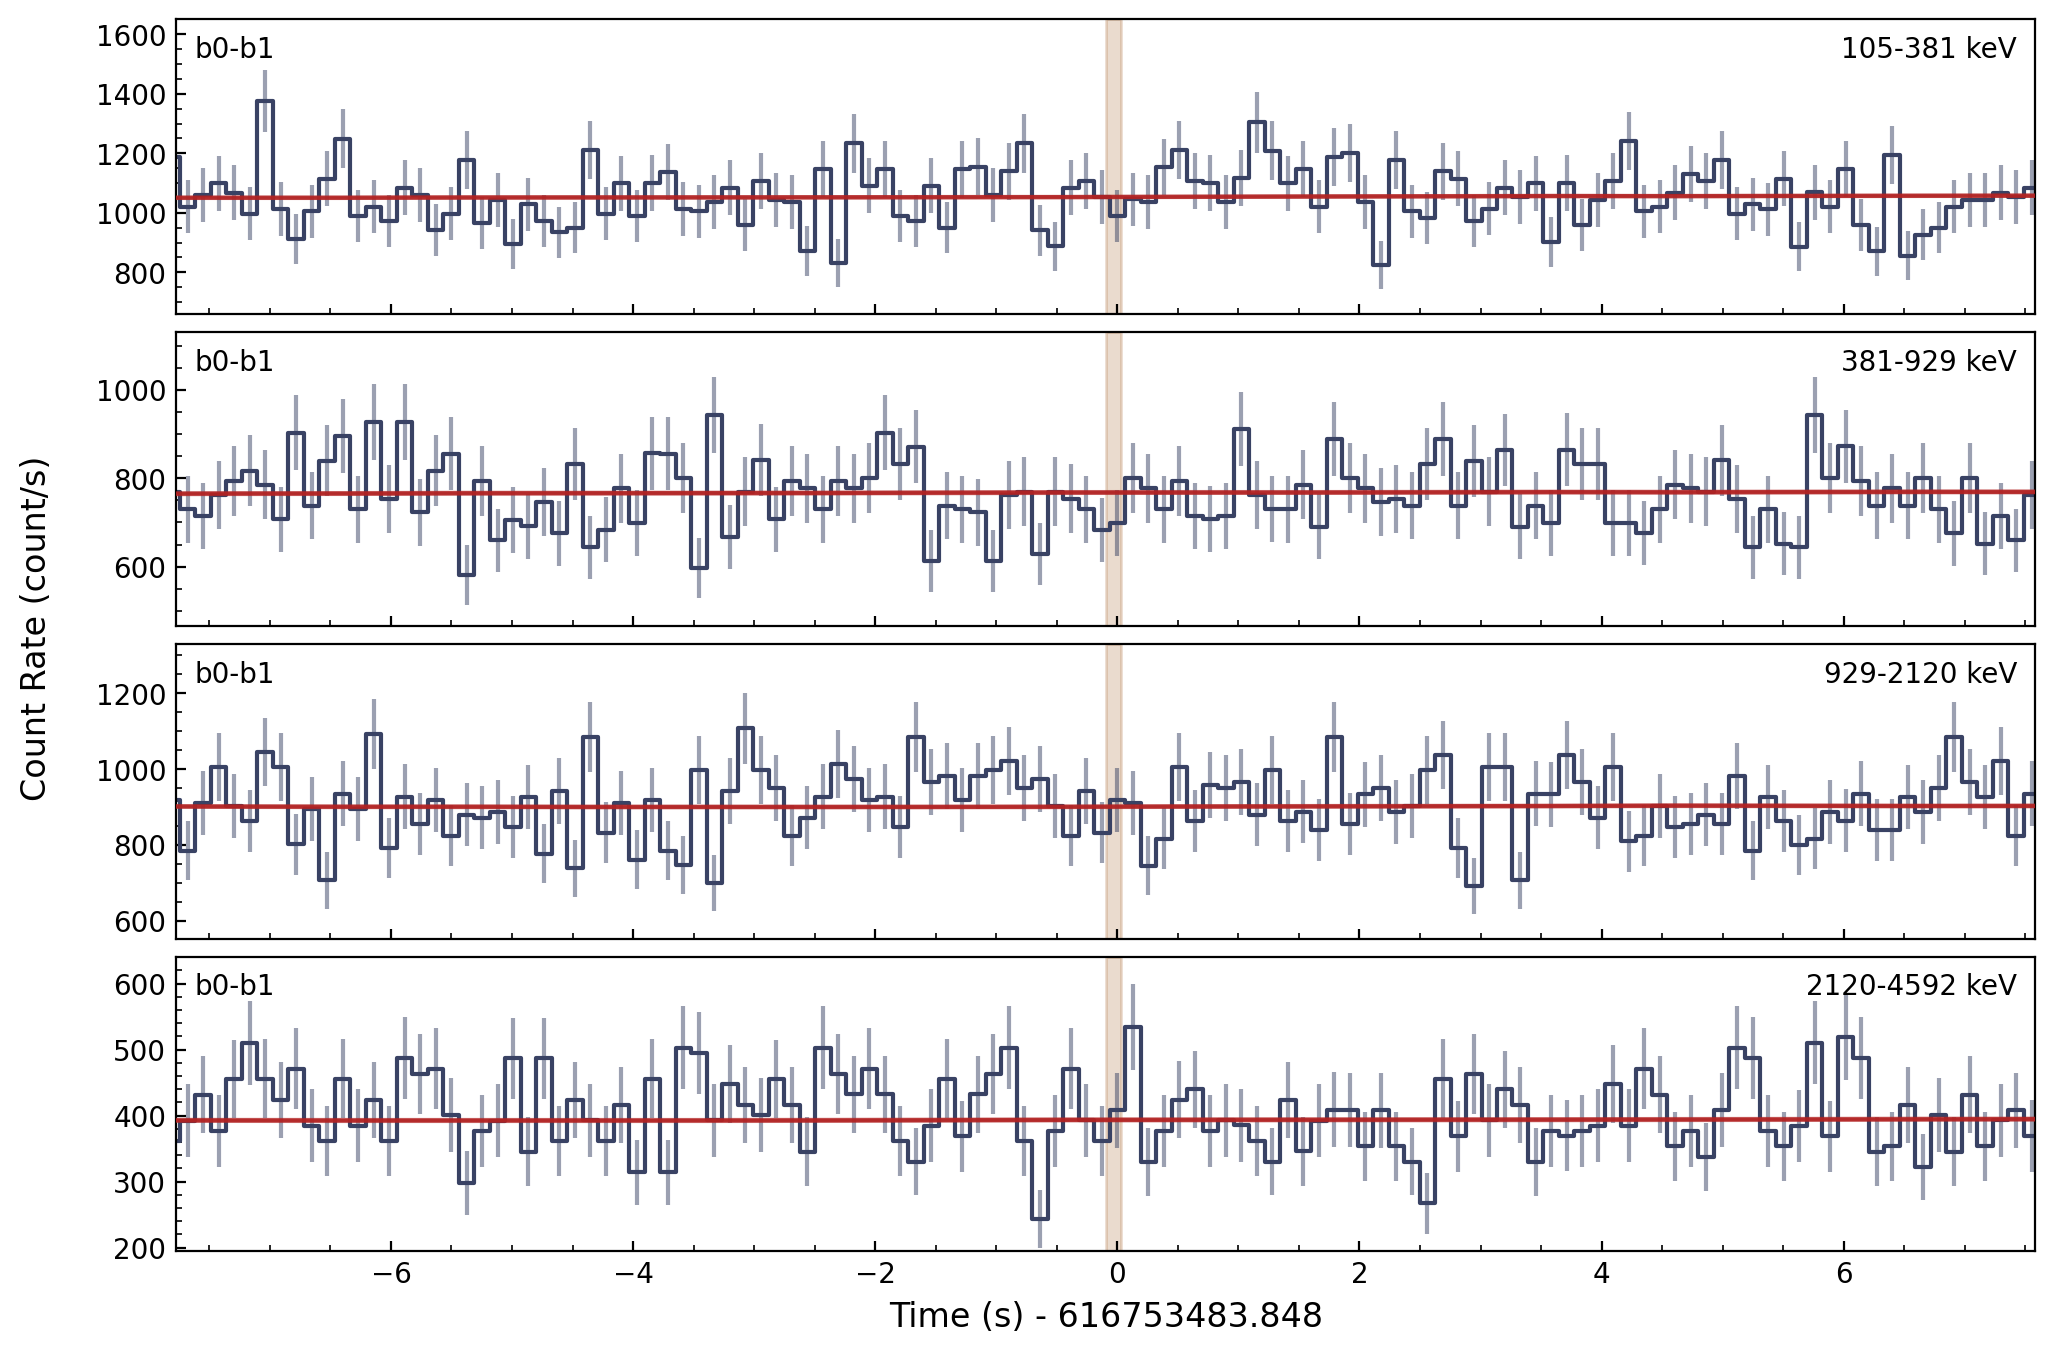 Count Rate (count/s)
b0-b1 105-381 keV
1600
1400
1200
1000
800
b0-b1 381-929 keV
1000
800
600
b0-b1 929-2120 keV
1200
1000
800
600
b0-b1 2120-4592 keV
600
500
400
300
200
−6 −4 −2 0 2 4 6
Time (s) - 616753483.848